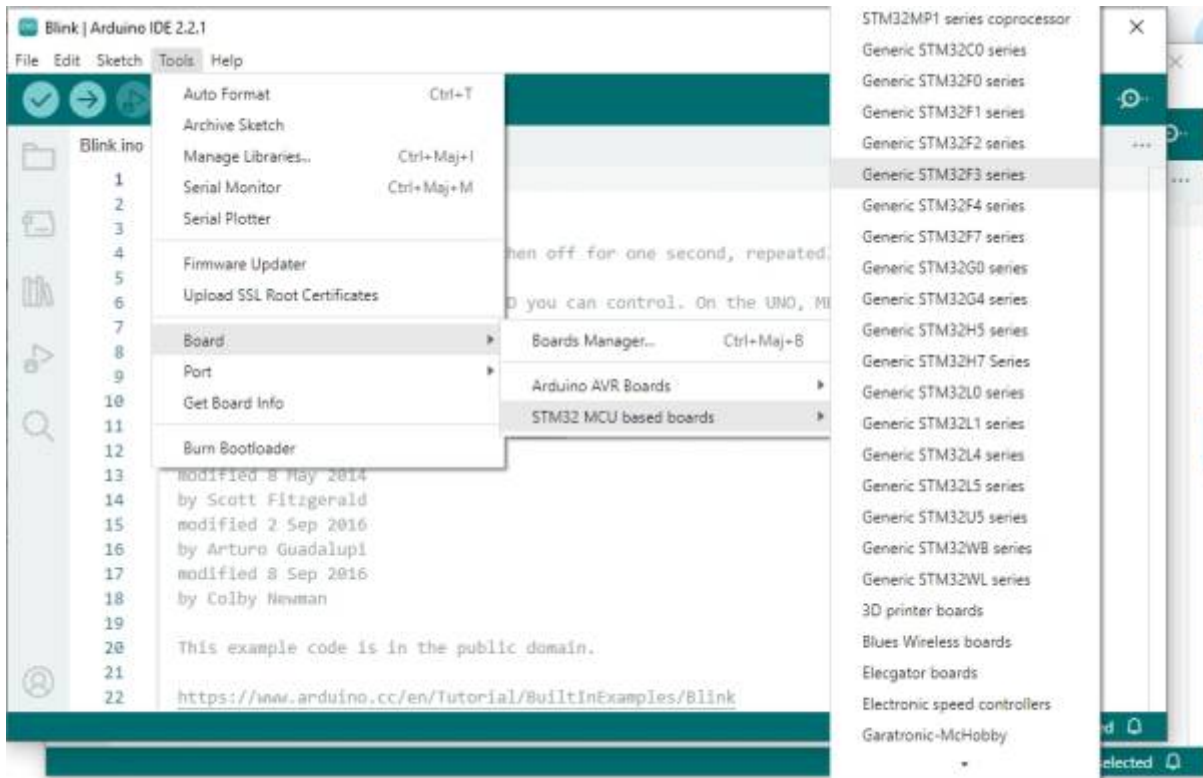 Blink | Arduino IDE 2.2.1
File Edit Sketch Tools Help
Blink.ino
Auto Format Ctrl+T
Archive Sketch
Manage Libraries... Ctrl+Maj+I
Serial Monitor Ctrl+Maj+M
Serial Plotter
Firmware Updater
Upload SSL Root Certificates
Board
Port
Get Board Info
Burn Bootloader
Boards Manager... Ctrl+Maj+B
Arduino AVR Boards
STM32 MCU based boards
STM32MP1 series coprocessor
Generic STM32C0 series
Generic STM32F0 series
Generic STM32F1 series
Generic STM32F2 series
Generic STM32F3 series
Generic STM32F4 series
Generic STM32F7 series
Generic STM32G0 series
Generic STM32G4 series
Generic STM32H5 series
Generic STM32H7 Series
Generic STM32L0 series
Generic STM32L1 series
Generic STM32L4 series
Generic STM32L5 series
Generic STM32U5 series
Generic STM32WB series
Generic STM32WL series
3D printer boards
Blues Wireless boards
Elecgator boards
Electronic speed controllers
Garatronic-McHobby
1
2
3
4 hen off for one second, repeated
5
6 D you can control. On the UNO, ME
7
8
9
10
11
12
13 modified 8 May 2014
14 by Scott Fitzgerald
15 modified 2 Sep 2016
16 by Arturo Guadalupi
17 modified 8 Sep 2016
18 by Colby Newman
19
20 This example code is in the public domain.
21
22 https://www.arduino.cc/en/Tutorial/BuiltInExamples/Blink
ed
elected